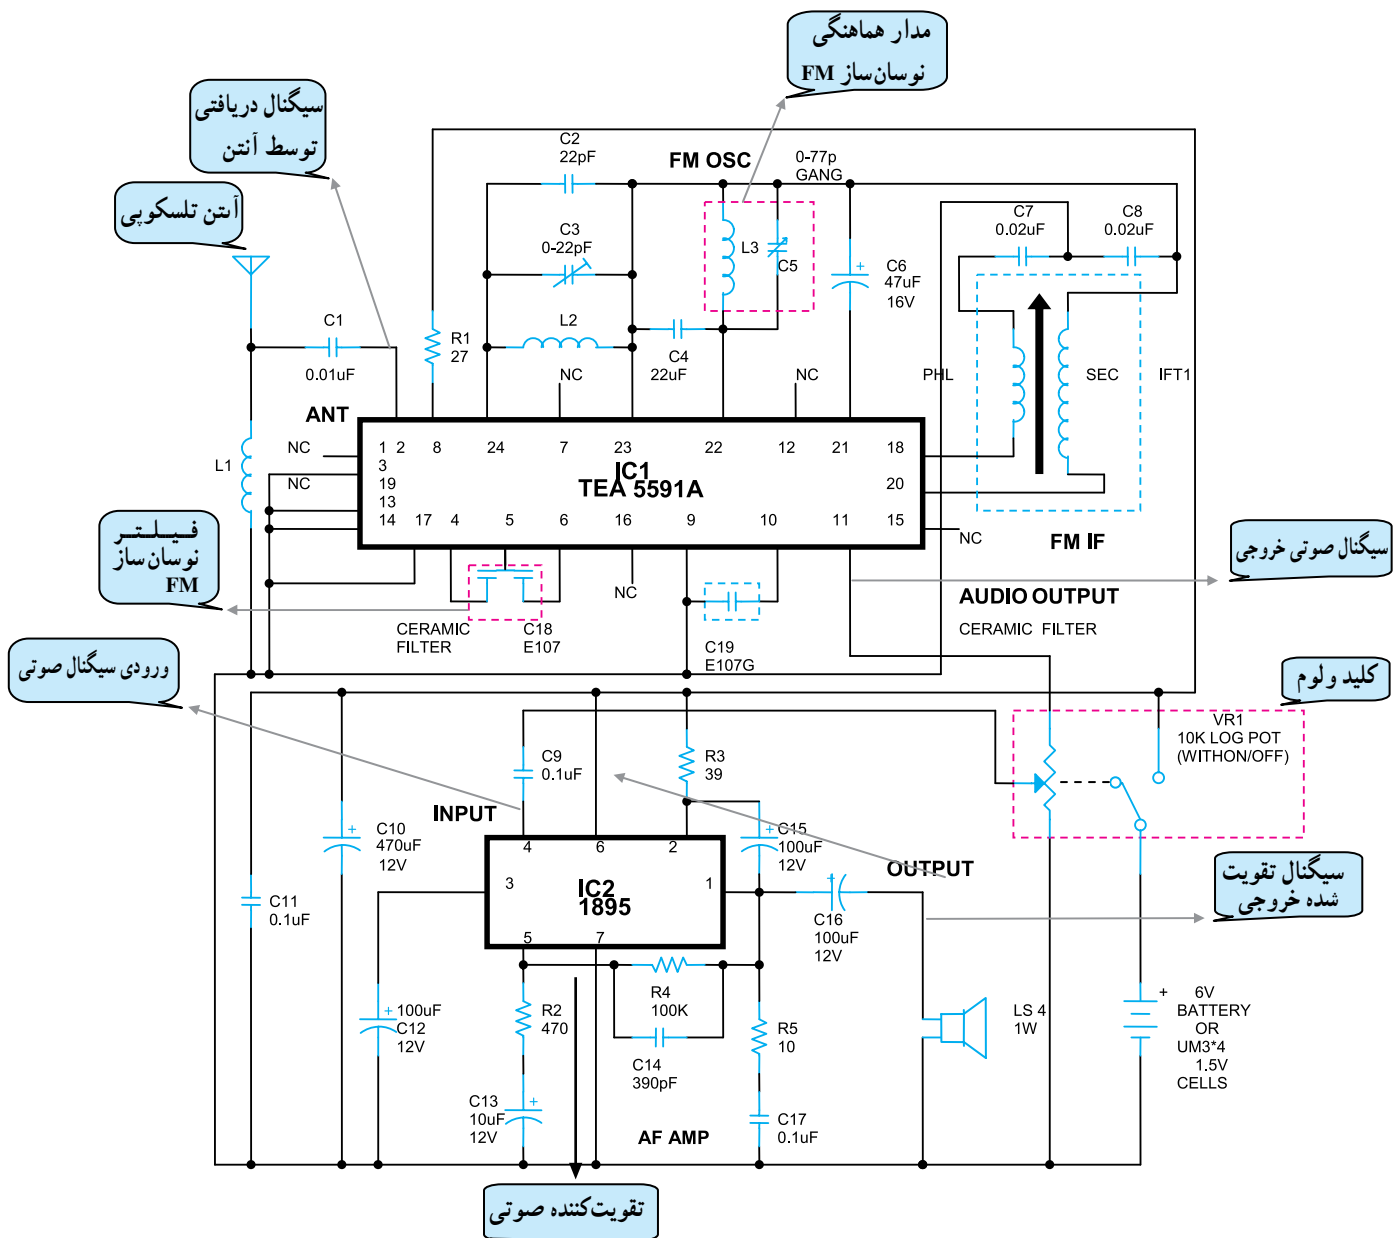 مدار هماهنگی
نوسان‌ساز FM
سیگنال دریافتی
توسط آنتن
آنتن تلسکوپی
C2
22pF
FM OSC
0-77p
GANG
C3
0-22pF
L3
C5
C6
47uF
16V
C7
0.02uF
C8
0.02uF
C1
0.01uF
R1
27
L2
C4
22uF
NC
NC
PHL
SEC
IFT1
ANT
L1
NC
NC
1 2 8 24 7 23 22 12 21 18
3
19
13
14
20
15
IC1
TEA 5591A
17 4 5 6 16 9 10 11
NC
NC
FM IF
فیلتر
نوسان‌ساز
FM
سیگنال صوتی خروجی
CERAMIC
FILTER
C18
E107
C19
E107G
AUDIO OUTPUT
CERAMIC FILTER
ورودی سیگنال صوتی
کلید ولوم
VR1
10K LOG POT
(WITHON/OFF)
C9
0.1uF
R3
39
INPUT
C10
470uF
12V
C11
0.1uF
4 6 2
3
1
IC2
1895
5 7
C15
100uF
12V
OUTPUT
C16
100uF
12V
سیگنال تقویت
شده خروجی
100uF
C12
12V
R2
470
R4
100K
C14
390pF
R5
10
C13
10uF
12V
C17
0.1uF
AF AMP
LS 4
1W
+ 6V
BATTERY
OR
UM3*4
1.5V
CELLS
تقویت‌کننده صوتی